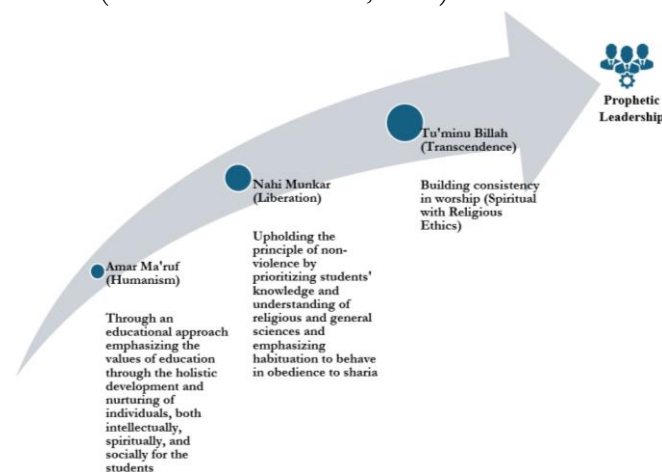 Prophetic
Leadership
Tu'minu Billah
(Transcendence)
Building consistency
in worship (Spiritual
with Religious
Ethics)
Nahi Munkar
(Liberation)
Upholding the
principle of non-
violence by
prioritizing students'
knowledge and
understanding of
religious and general
sciences and
emphasizing
habituation to behave
in obedience to sharia
Amar Ma'ruf
(Humanism)
Through an
educational approach
emphasizing the
values of education
through the holistic
development and
nurturing of
individuals, both
intellectually,
spiritually, and
socially for the
students